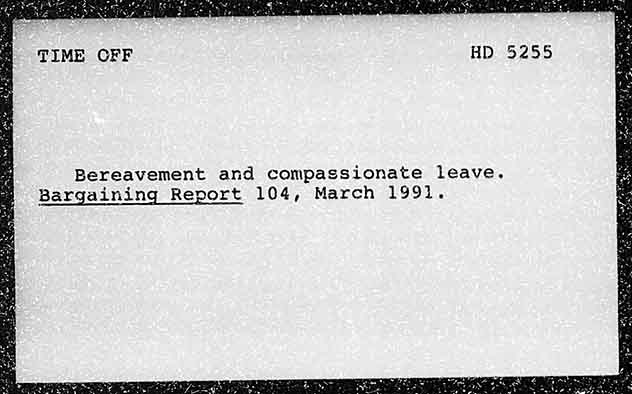 TIME OFF HD 5255
Bereavement and compassionate leave.
Bargaining Report 104, March 1991.